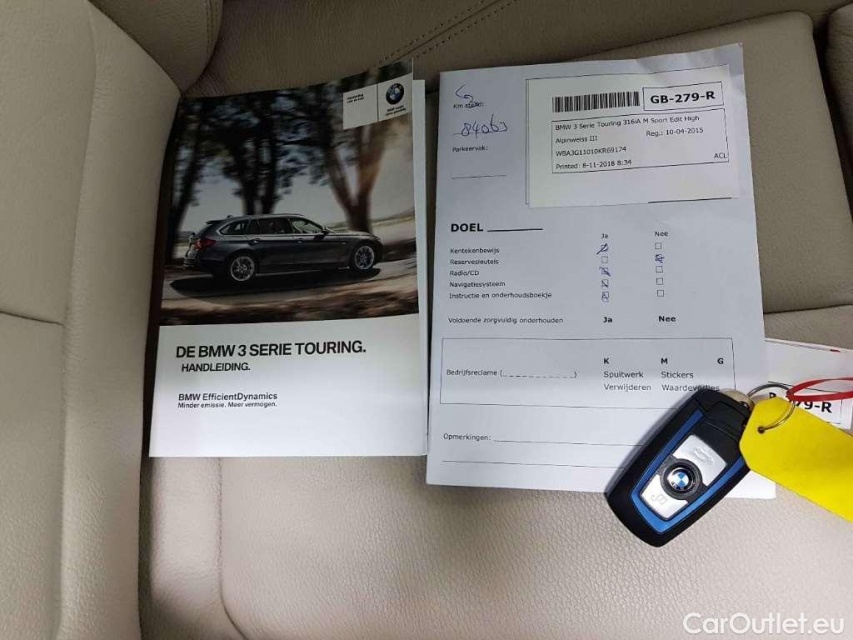 DE BMW 3 SERIE TOURING.
HANDLEIDING.
BMW EfficientDynamics
Minder emissie. Meer vermogen.
Km stand:
84063
Parkeervak:
GB-279-R
BMW 3 Serie Touring 316iA M Sport Edit High
Alpinweiss III
Reg.: 10-04-2015
WBA3G11010KR69174
Printed: 8-11-2018 8:34
ACL
DOEL
Ja Nee
Kentekenbewijs
Reservesleutels
Radio/CD
Navigatiesysteem
Instructie en onderhoudsboekje
Voldoende zorgvuldig onderhouden Ja Nee
K M G
Bedrijfsreclame (............) Spuitwerk Stickers
Verwijderen
Opmerkingen:
79-R
CarOutlet.eu